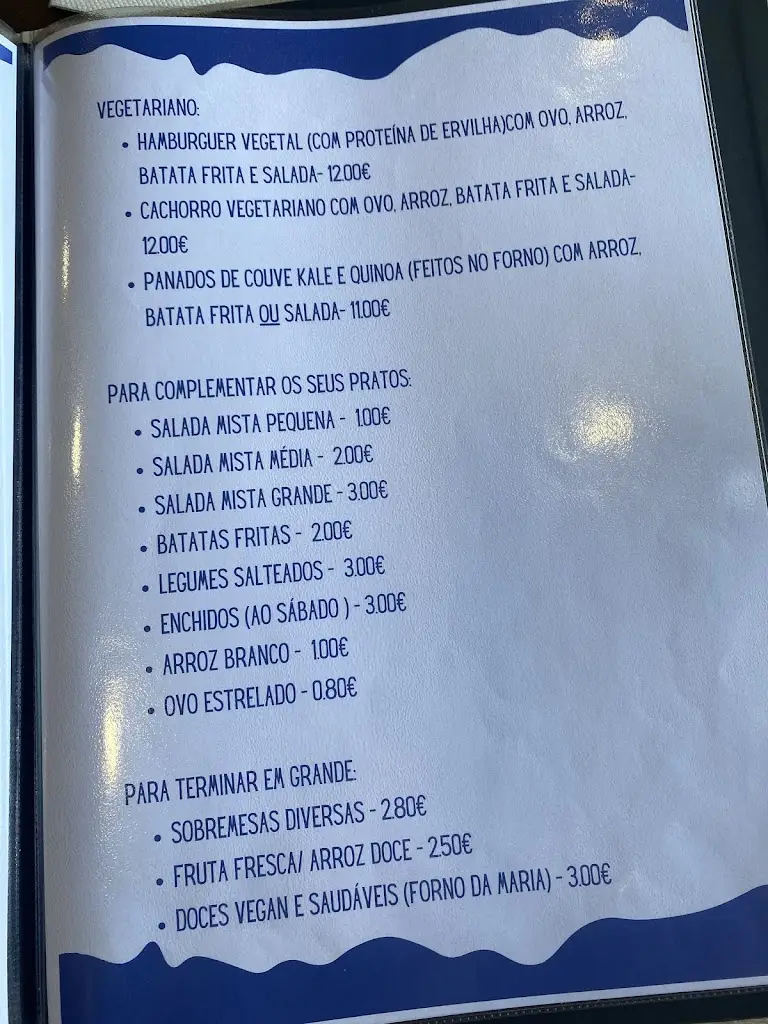 VEGETARIANO:
• HAMBURGUER VEGETAL (COM PROTEÍNA DE ERVILHA)COM OVO, ARROZ,
BATATA FRITA E SALADA- 12.00€
• CACHORRO VEGETARIANO COM OVO, ARROZ, BATATA FRITA E SALADA-
12.00€
• PANADOS DE COUVE KALE E QUINOA (FEITOS NO FORNO) COM ARROZ,
BATATA FRITA OU SALADA- 11.00€
PARA COMPLEMENTAR OS SEUS PRATOS:
• SALADA MISTA PEQUENA - 1.00€
• SALADA MISTA MÉDIA - 2.00€
• SALADA MISTA GRANDE - 3.00€
• BATATAS FRITAS - 2.00€
• LEGUMES SALTEADOS - 3.00€
• ENCHIDOS (AO SÁBADO ) - 3.00€
• ARROZ BRANCO - 1.00€
• OVO ESTRELADO - 0.80€
PARA TERMINAR EM GRANDE:
• SOBREMESAS DIVERSAS - 2.80€
• FRUTA FRESCA/ ARROZ DOCE - 2.50€
• DOCES VEGAN E SAUDÁVEIS (FORNO DA MARIA) - 3.00€